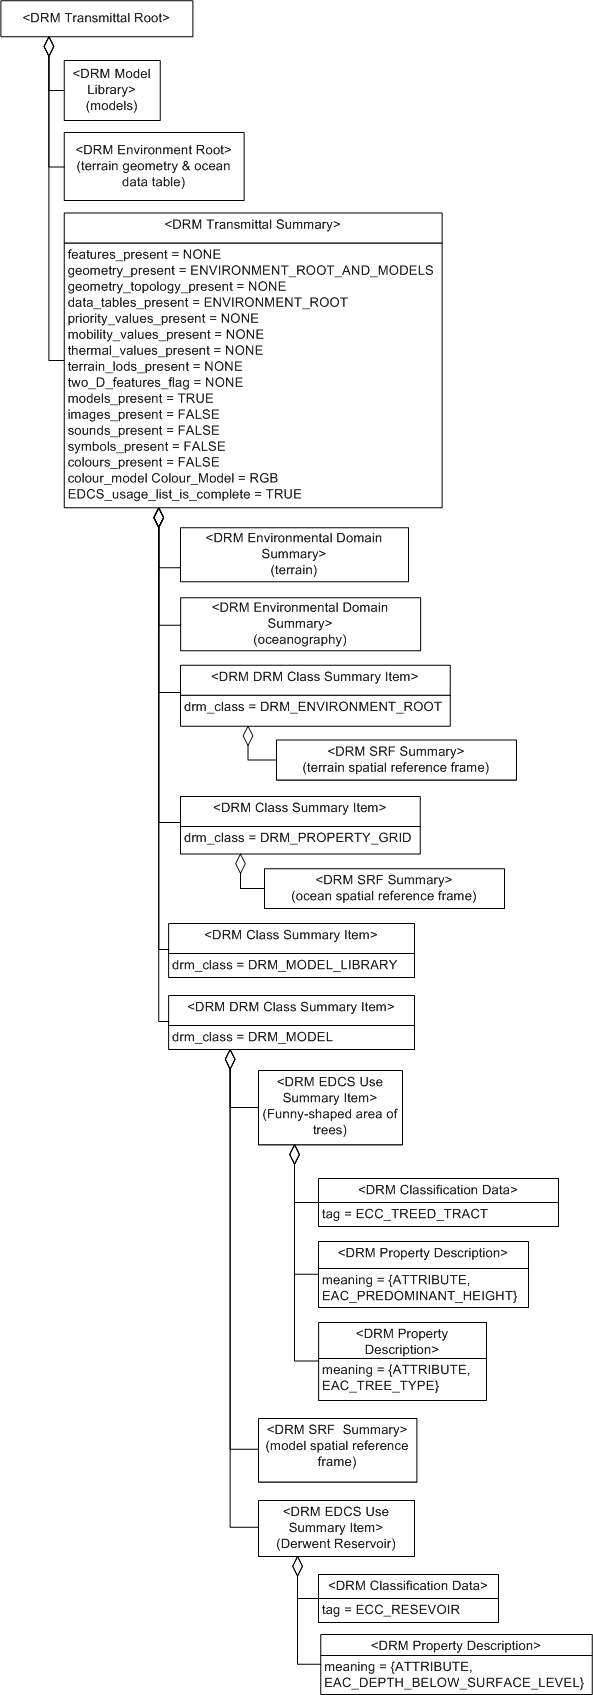 <DRM Transmittal Root>
<DRM Model
Library>
(models)
<DRM Environment Root>
(terrain geometry & ocean
data table)
<DRM Transmittal Summary>
features_present = NONE
geometry_present = ENVIRONMENT_ROOT_AND_MODELS
geometry_topology_present = NONE
data_tables_present = ENVIRONMENT_ROOT
priority_values_present = NONE
mobility_values_present = NONE
thermal_values_present = NONE
terrain_lods_present = NONE
two_D_features_flag = NONE
models_present = TRUE
images_present = FALSE
sounds_present = FALSE
symbols_present = FALSE
colours_present = FALSE
colour_model Colour_Model = RGB
EDCS_usage_list_is_complete = TRUE
<DRM Environmental Domain
Summary>
(terrain)
<DRM Environmental Domain
Summary>
(oceanography)
<DRM DRM Class Summary Item>
drm_class = DRM_ENVIRONMENT_ROOT
<DRM SRF Summary>
(terrain spatial reference frame)
<DRM Class Summary Item>
drm_class = DRM_PROPERTY_GRID
<DRM SRF Summary>
(ocean spatial reference frame)
<DRM Class Summary Item>
drm_class = DRM_MODEL_LIBRARY
<DRM DRM Class Summary Item>
drm_class = DRM_MODEL
<DRM EDCS Use
Summary Item>
(Funny-shaped area of
trees)
<DRM Classification Data>
tag = ECC_TREED_TRACT
<DRM Property Description>
meaning = {ATTRIBUTE,
EAC_PREDOMINANT_HEIGHT}
<DRM Property
Description>
meaning = {ATTRIBUTE,
EAC_TREE_TYPE}
<DRM SRF  Summary>
(model spatial reference
frame)
<DRM EDCS Use
Summary Item>
(Derwent Reservoir)
<DRM Classification Data>
tag = ECC_RESEVOIR
<DRM Property Description>
meaning = {ATTRIBUTE,
EAC_DEPTH_BELOW_SURFACE_LEVEL}